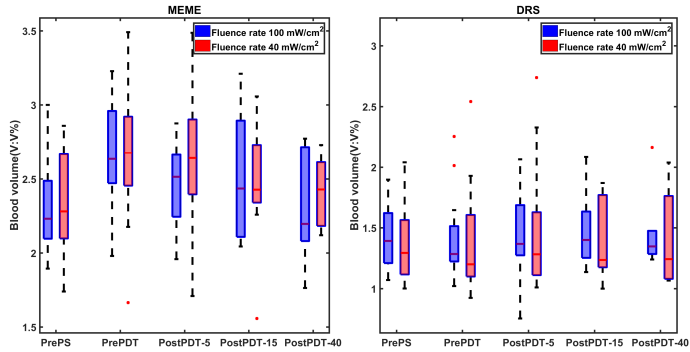 MEME
Blood volume(V:V%)
3.5
3
2.5
2
1.5
Fluence rate 100 mW/cm2
Fluence rate 40 mW/cm2
PrePS PrePDT PostPDT-5 PostPDT-15 PostPDT-40
DRS
Blood volume(V:V%)
3
2.5
2
1.5
1
Fluence rate 100 mW/cm2
Fluence rate 40 mW/cm2
PrePS PrePDT PostPDT-5 PostPDT-15 PostPDT-40